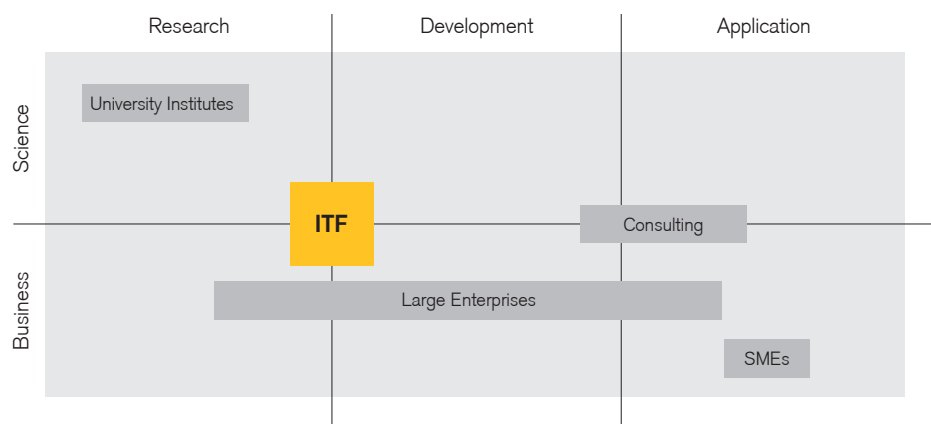 Research
Development
Application
Science
University Institutes
ITF
Consulting
Business
Large Enterprises
SMEs